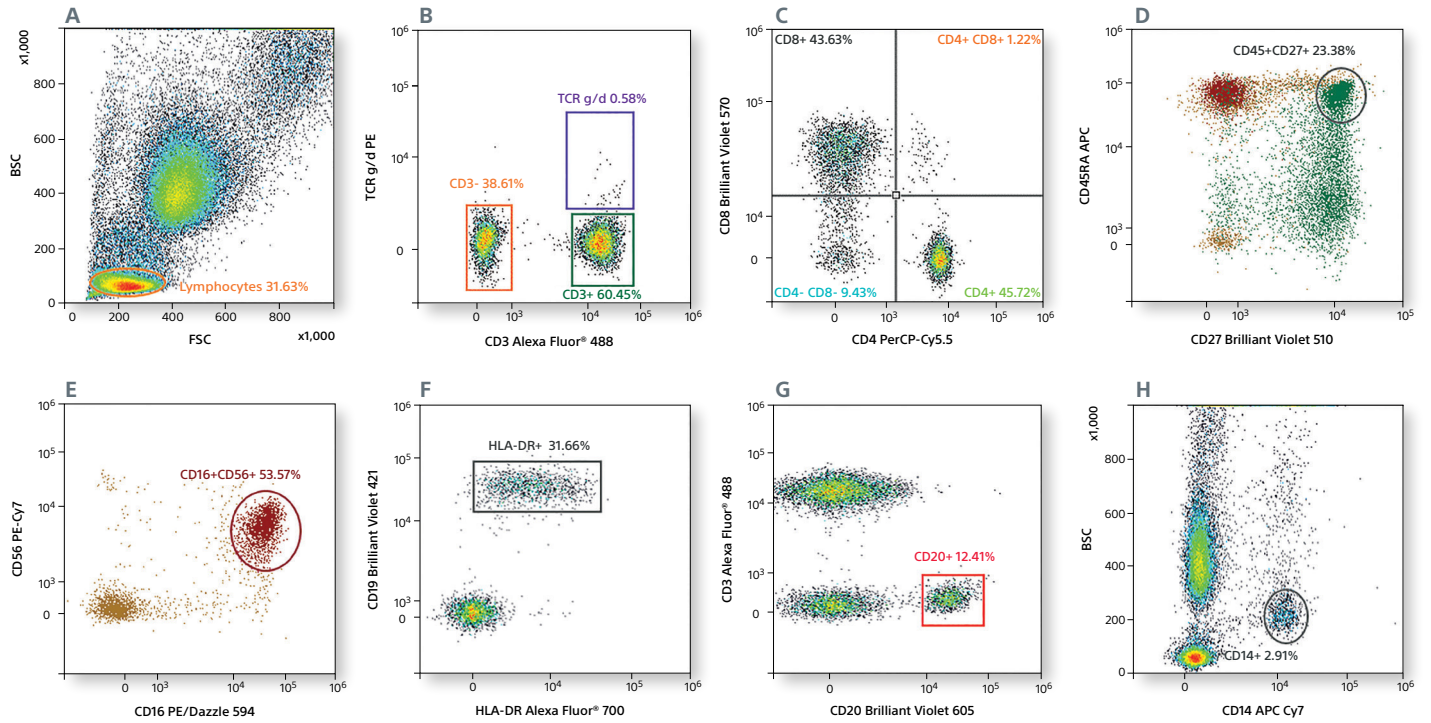 A
x1,000
BSC
800
600
400
200
0
Lymphocytes 31.63%
0 200 400 600 800
x1,000
FSC
B
TCR g/d PE
10⁶
10⁵
10⁴
0
TCR g/d 0.58%
CD3- 38.61%
CD3+ 60.45%
0 10³ 10⁴ 10⁵ 10⁶
CD3 Alexa Fluor® 488
C
CD8 Brilliant Violet 570
10⁶
10⁵
10⁴
0
CD8+ 43.63%
CD4+ CD8+ 1.22%
CD4- CD8- 9.43%
CD4+ 45.72%
0 10³ 10⁴ 10⁵ 10⁶
CD4 PerCP-Cy5.5
D
CD45RA APC
10⁶
10⁵
10⁴
10³
0
CD45+CD27+ 23.38%
0 10³ 10⁴ 10⁵
CD27 Brilliant Violet 510
E
CD56 PE-Cy7
10⁶
10⁵
10⁴
10³
0
CD16+CD56+ 53.57%
0 10³ 10⁴ 10⁵ 10⁶
CD16 PE/Dazzle 594
F
CD19 Brilliant Violet 421
10⁶
10⁵
10⁴
10³
0
HLA-DR+ 31.66%
0 10⁴ 10⁵ 10⁶
HLA-DR Alexa Fluor® 700
G
CD3 Alexa Fluor® 488
10⁶
10⁵
10⁴
10³
0
CD20+ 12.41%
0 10⁴ 10⁵ 10⁶
CD20 Brilliant Violet 605
H
x1,000
BSC
800
600
400
200
0
CD14+ 2.91%
0 10⁴ 10⁵ 10⁶
CD14 APC Cy7